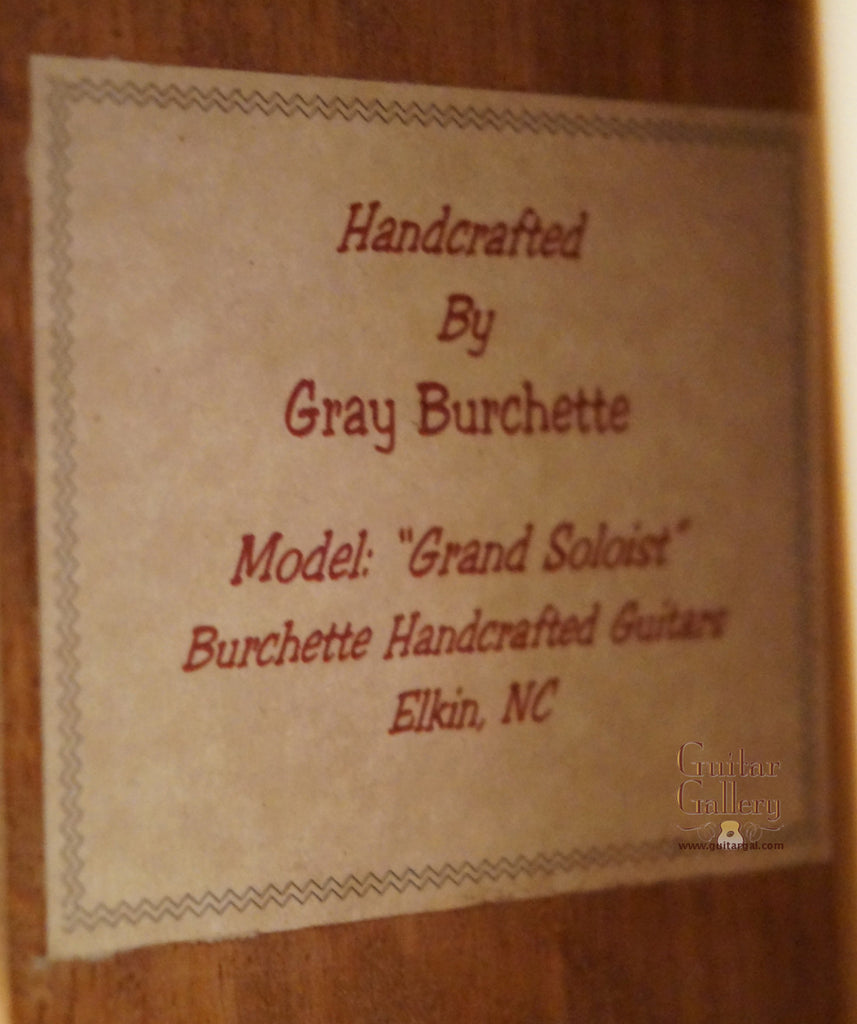 Handcrafted
By
Gray Burchette
Model: "Grand Soloist"
Burchette Handcrafted Guitars
Elkin, NC
Guitar
Gallery
www.guitargal.com